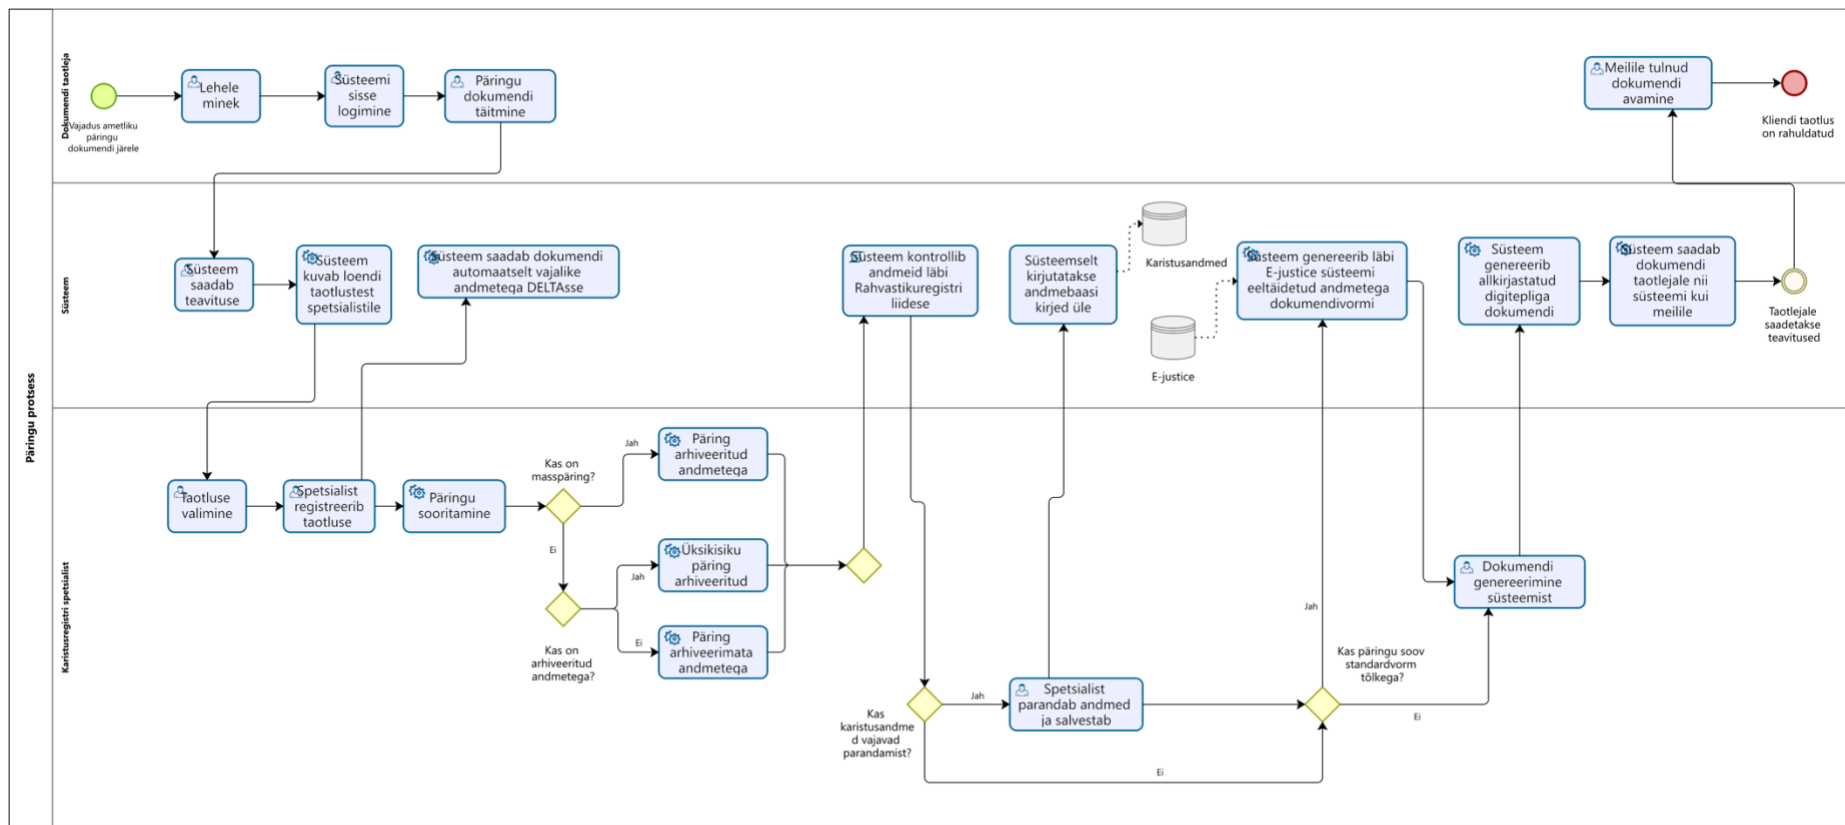 Päringu protsess
Dokumendi taotleja
Vajadus ametliku
päringu
dokumendi järele
Lehele
minek
Süsteemi
sisse
logimine
Päringu
dokumendi
täitmine
Meilile tulnud
dokumendi
avamine
Kliendi taotlus
on rahuldatud
Süsteem
Süsteem
saadab
teavituse
Süsteem
kuvab loendi
taotlustest
spetsialistile
Süsteem saadab dokumendi
automaatselt vajalike
andmetega DELTAsse
Süsteem kontrollib
andmeid läbi
Rahvastikuregistri
liidese
Süsteemselt
kirjutatakse
andmebaasi
kirjed üle
Karistusandmed
E-justice
Süsteem genereerib läbi
E-justice süsteemi
eeltäidetud andmetega
dokumendivormi
Süsteem
genereerib
allkirjastatud
digitepliga
dokumendi
Süsteem saadab
dokumendi
taotlejale nii
süsteemi kui
meilile
Taotlejale
saadetakse
teavitused
Karistusregistri spetsialist
Taotluse
valimine
Spetsialist
registreerib
taotluse
Päringu
sooritamine
Kas on
masspäring?
Jah
Ei
Päring
arhiveeritud
andmetega
Kas on
arhiveeritud
andmetega?
Jah
Ei
Üksikisiku
päring
arhiveeritud
Päring
arhiveerimata
andmetega
Kas
karistusandme
d vajavad
parandamist?
Jah
Ei
Spetsialist
parandab andmed
ja salvestab
Kas päringu soov
standardvorm
tõlkega?
Jah
Ei
Dokumendi
genereerimine
süsteemist